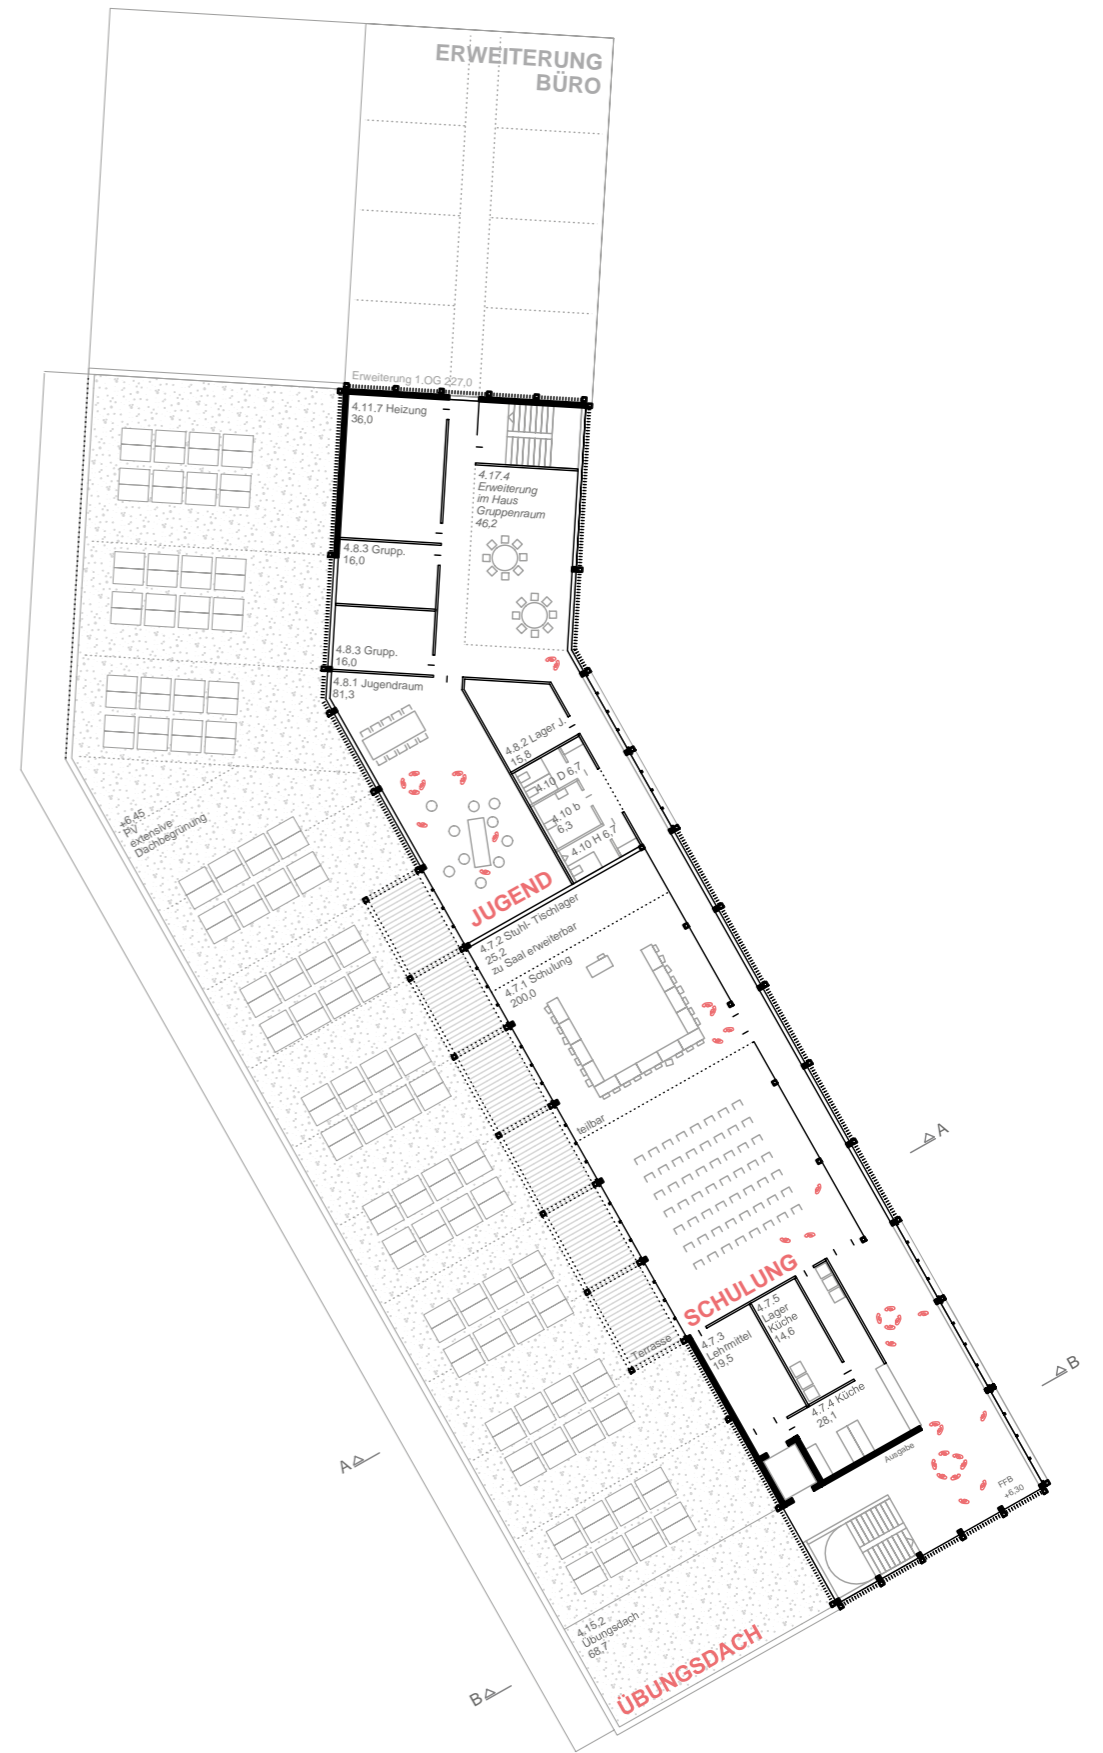 ERWEITERUNG
BÜRO
Erweiterung 1.OG 227,0
4.11.7 Heizung
36,0
4.17.4
Erweiterung
im Haus
Gruppenraum
46,2
4.8.3 Grupp.
16,0
4.8.3 Grupp.
16,0
4.8.1 Jugendraum
81,3
4.8.2 Lager J.
15,8
4.10 D 6,7
4.10 b
6,3
4.10 H 6,7
+6,45
PV
extensive
Dachbegrünung
JUGEND
4.7.2 Stuhl- Tischlager
25,2
zu Saal erweiterbar
4.7.1 Schulung
200,0
teilbar
A
SCHULUNG
4.7.5
Lager
Küche
14,6
4.7.3
Lehrmittel
19,5
Terrasse
B
4.7.4 Küche
28,1
Ausgabe
A
FFB
+6,30
4.15.2
Übungsdach
68,7
ÜBUNGSDACH
B